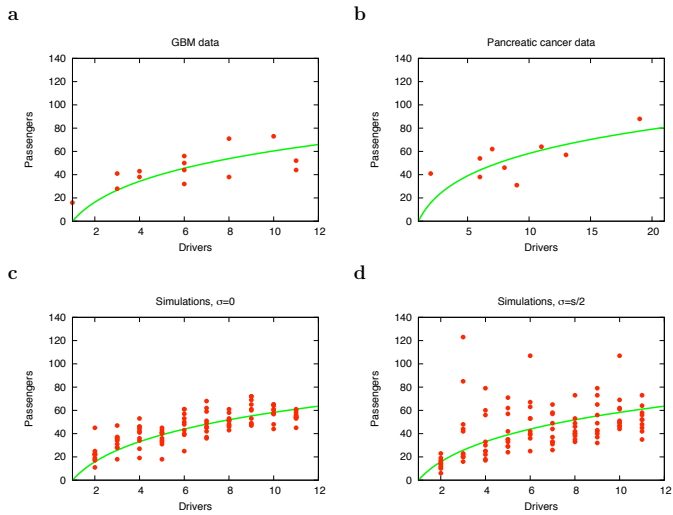 a
GBM data
Passengers
140
120
100
80
60
40
20
0
2 4 6 8 10 12
Drivers
b
Pancreatic cancer data
Passengers
140
120
100
80
60
40
20
0
5 10 15 20
Drivers
c
Simulations, σ=0
Passengers
140
120
100
80
60
40
20
0
2 4 6 8 10 12
Drivers
d
Simulations, σ=s/2
Passengers
140
120
100
80
60
40
20
0
2 4 6 8 10 12
Drivers